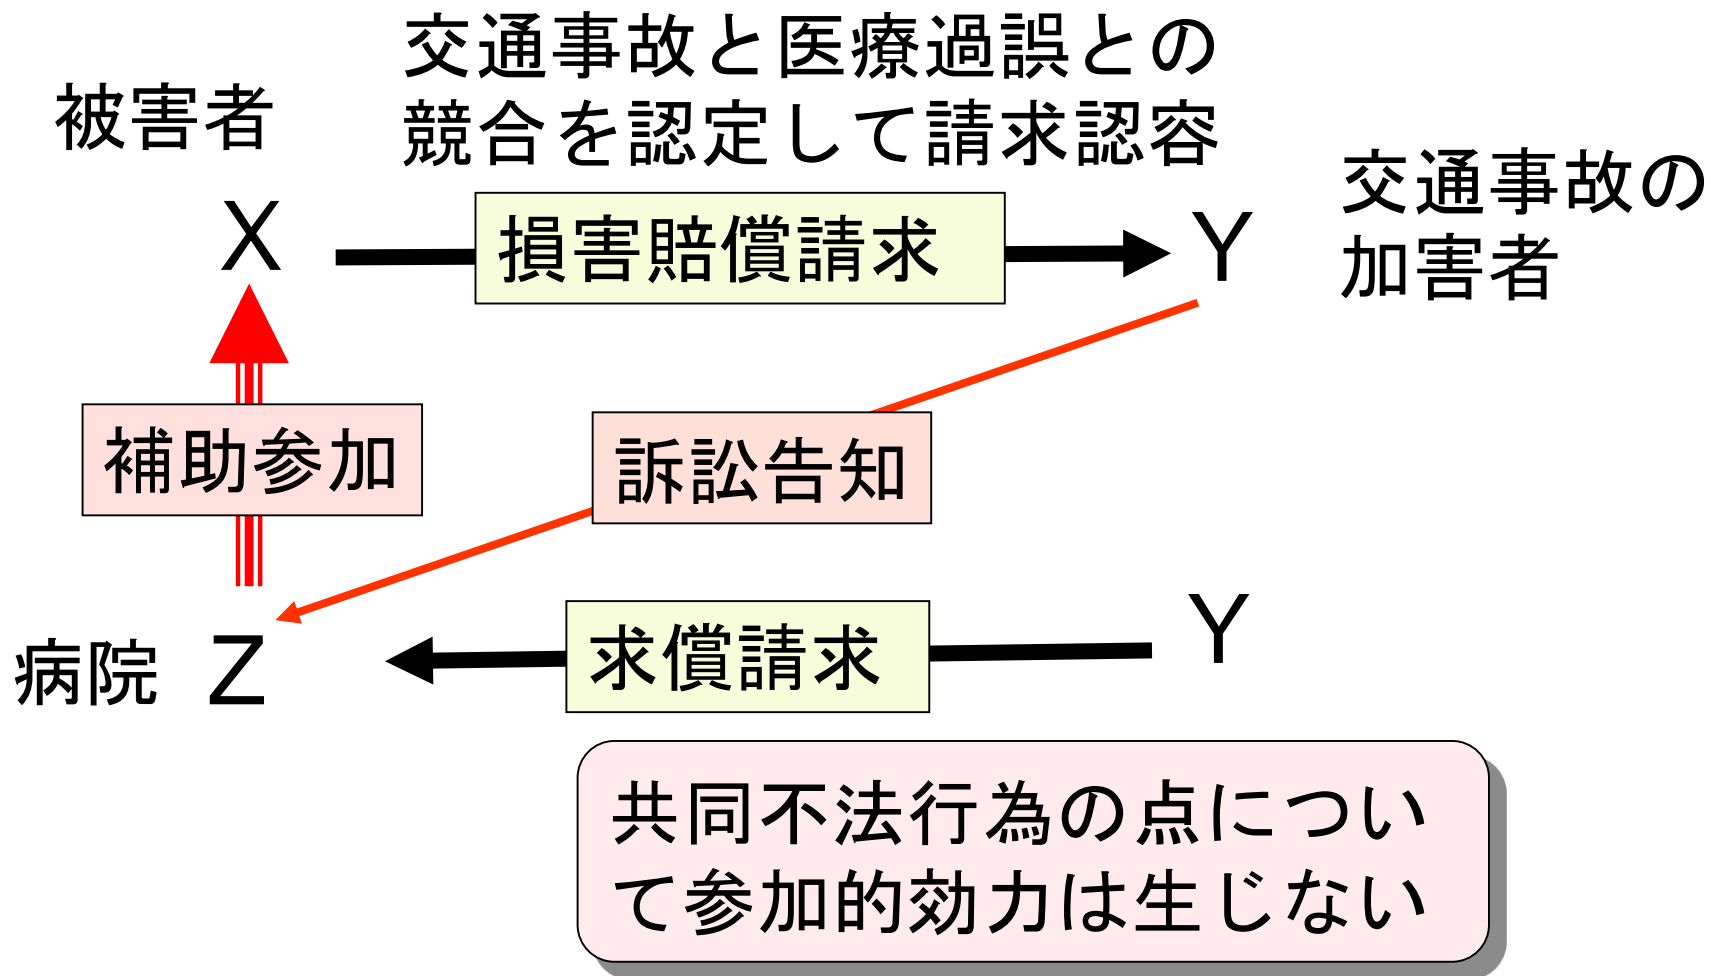 交通事故と医療過誤との
競合を認定して請求認容
被害者
交通事故の
加害者
X
損害賠償請求
Y
補助参加
訴訟告知
病院 Z
求償請求
Y
共同不法行為の点につい
て参加的効力は生じない